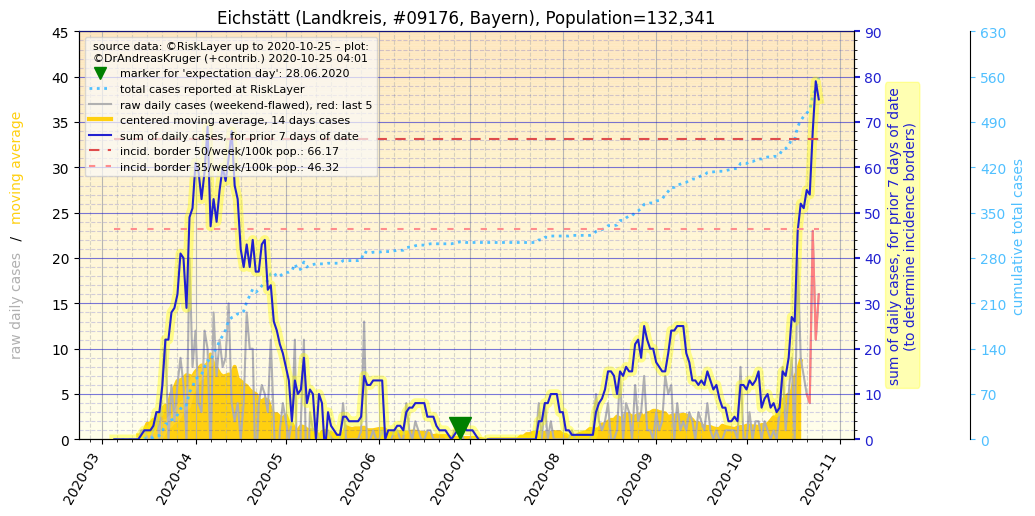 Eichstätt (Landkreis, #09176, Bayern), Population=132,341
source data: ©RiskLayer up to 2020-10-25 – plot:
©DrAndreasKruger (+contrib.) 2020-10-25 04:01
marker for 'expectation day': 28.06.2020
total cases reported at RiskLayer
raw daily cases (weekend-flawed), red: last 5
centered moving average, 14 days cases
sum of daily cases, for prior 7 days of date
incid. border 50/week/100k pop.: 66.17
incid. border 35/week/100k pop.: 46.32
raw daily cases / moving average
45
40
35
30
25
20
15
10
5
0
90
80
70
60
50
40
30
20
10
0
sum of daily cases, for prior 7 days of date
(to determine incidence borders)
630
560
490
420
350
280
210
140
70
0
cumulative total cases
2020-03
2020-04
2020-05
2020-06
2020-07
2020-08
2020-09
2020-10
2020-11